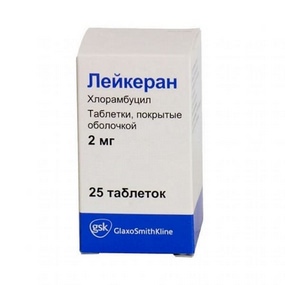 Лейкеран
Хлорамбуцил
Таблетки, покрытые
оболочкой
2 мг
25 таблеток
gsk GlaxoSmithKline